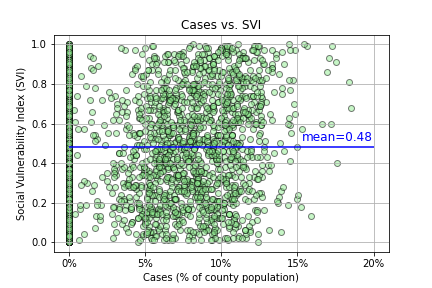 Cases vs. SVI
1.0
0.8
0.6
0.4
0.2
0.0
Social Vulnerability Index (SVI)
mean=0.48
0%
5%
10%
15%
20%
Cases (% of county population)